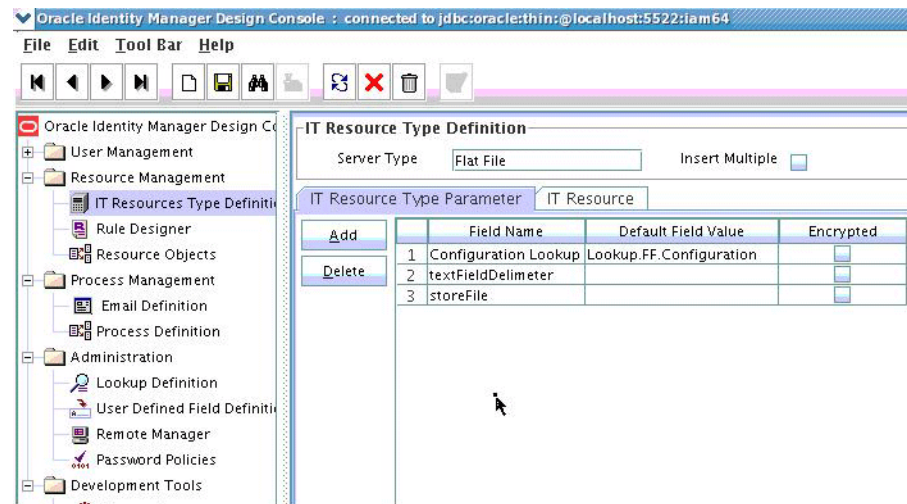 Oracle Identity Manager Design Console : connected to jdbc:oracle:thin:@localhost:5522:iam64
File Edit Tool Bar Help
Oracle Identity Manager Design Co
User Management
Resource Management
IT Resources Type Definiti
Rule Designer
Resource Objects
Process Management
Email Definition
Process Definition
Administration
Lookup Definition
User Defined Field Definiti
Remote Manager
Password Policies
Development Tools
IT Resource Type Definition
Server Type Flat File Insert Multiple
IT Resource Type Parameter IT Resource
Add
Delete
Field Name Default Field Value Encrypted
1 Configuration Lookup Lookup.FF.Configuration
2 textFieldDelimeter
3 storeFile